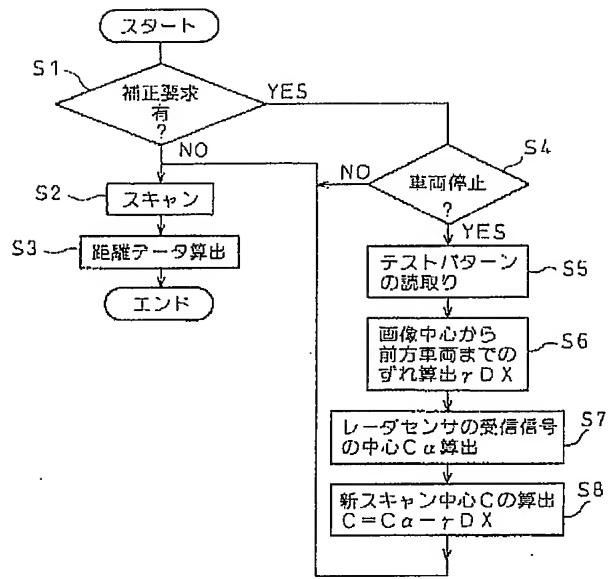 スタート
S1
補正要求
有
?
YES
NO
S2
スキャン
S3
距離データ算出
エンド
S4
車両停止
?
NO
YES
テストパターン
の読取り
S5
画像中心から
前方車両までの
ずれ算出γDX
S6
レーダセンサの受信信号
の中心Cα算出
S7
新スキャン中心Cの算出
C=Cα-γDX
S8